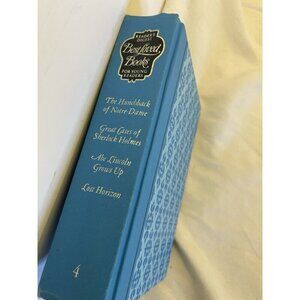 READER'S DIGEST
Best Loved
Books
FOR YOUNG
READERS
The Hunchback
of Notre Dame
Great Cases of
Sherlock Holmes
Abe Lincoln
Grows Up
Lost Horizon
4